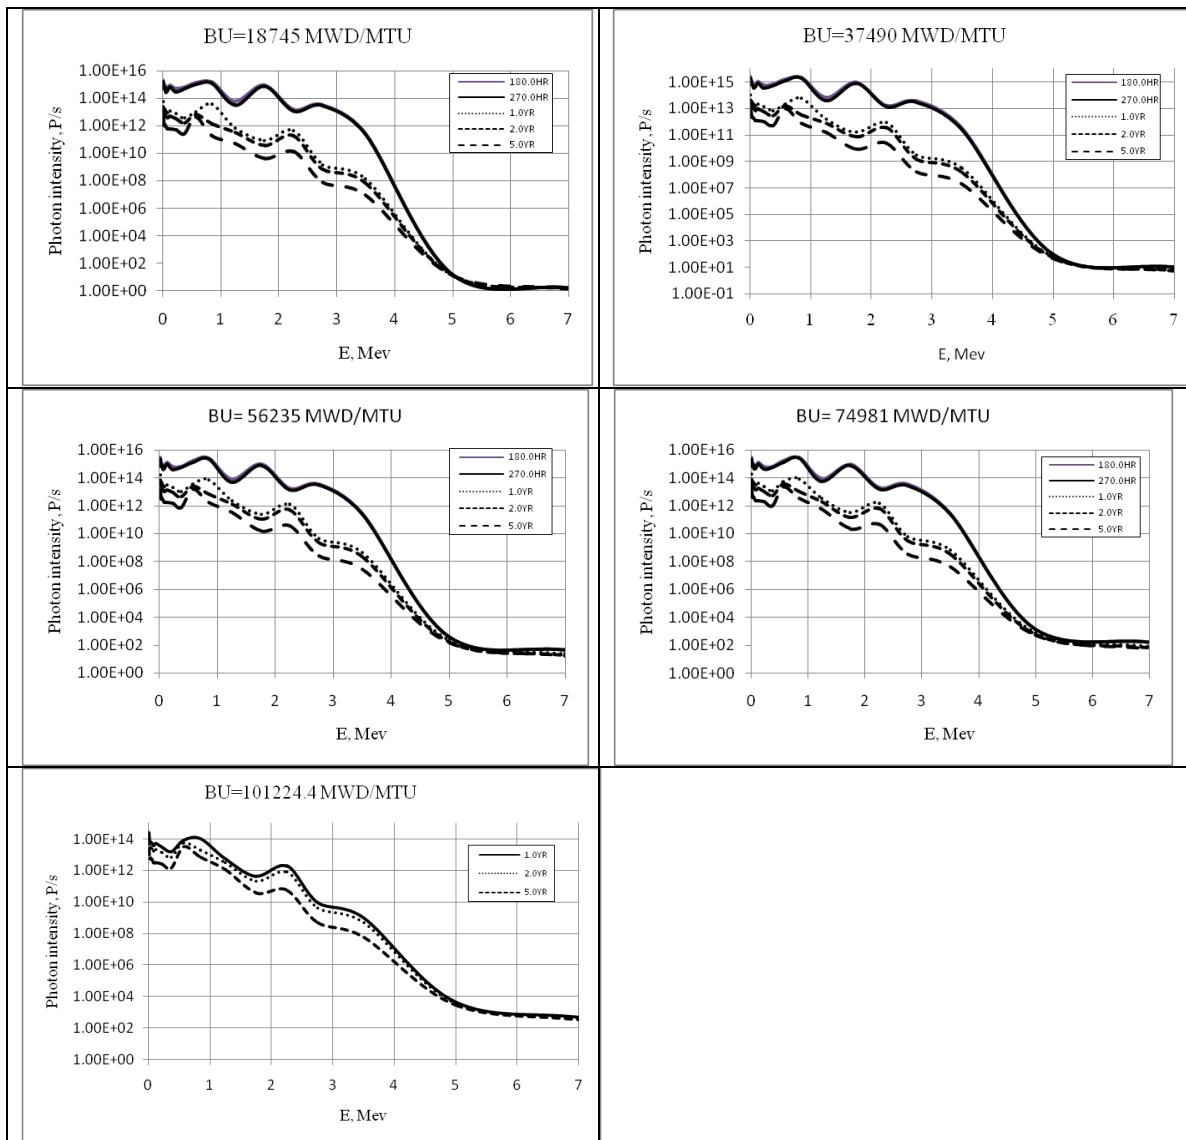 BU=18745 MWD/MTU
Photon intensity, P/s
1.00E+16
1.00E+14
1.00E+12
1.00E+10
1.00E+08
1.00E+06
1.00E+04
1.00E+02
1.00E+00
180.0HR
270.0HR
1.0YR
2.0YR
5.0YR
0 1 2 3 4 5 6 7
E, Mev
BU=37490 MWD/MTU
Photon intensity, P/s
1.00E+15
1.00E+13
1.00E+11
1.00E+09
1.00E+07
1.00E+05
1.00E+03
1.00E+01
1.00E-01
180.0HR
270.0HR
1.0YR
2.0YR
5.0YR
0 1 2 3 4 5 6 7
E, Mev
BU= 56235 MWD/MTU
Photon intensity, P/s
1.00E+16
1.00E+14
1.00E+12
1.00E+10
1.00E+08
1.00E+06
1.00E+04
1.00E+02
1.00E+00
180.0HR
270.0HR
1.0YR
2.0YR
5.0YR
0 1 2 3 4 5 6 7
E, Mev
BU= 74981 MWD/MTU
Photon intensity, P/s
1.00E+16
1.00E+14
1.00E+12
1.00E+10
1.00E+08
1.00E+06
1.00E+04
1.00E+02
1.00E+00
180.0HR
270.0HR
1.0YR
2.0YR
5.0YR
0 1 2 3 4 5 6 7
E, Mev
BU=101224.4 MWD/MTU
Photon intensity, P/s
1.00E+14
1.00E+12
1.00E+10
1.00E+08
1.00E+06
1.00E+04
1.00E+02
1.00E+00
1.0YR
2.0YR
5.0YR
0 1 2 3 4 5 6 7
E, Mev